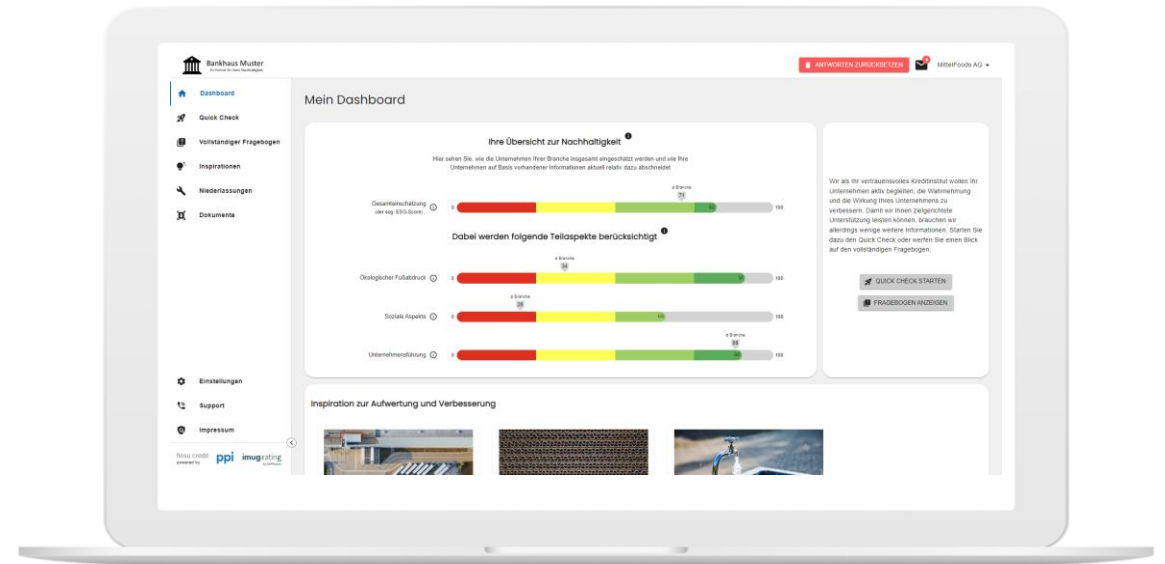 Bankhaus Muster
ANTWORTEN ZURÜCKSETZEN
MittelFoods AG
Dashboard
Quick Check
Vollständiger Fragebogen
Inspirationen
Niederlassungen
Dokumente
Mein Dashboard
Ihre Übersicht zur Nachhaltigkeit
Hier sehen Sie, wie die Unternehmen Ihrer Branche insgesamt eingeschätzt werden und wie Ihre
Unternehmen auf Basis vorhandener Informationen aktuell relativ dazu abschneidet.
ø Branche
Gesamteinschätzung
(der sog. ESG-Score)
0
100
Dabei werden folgende Teilaspekte berücksichtigt
ø Branche
34
Ökologischer Fußabdruck
0
100
ø Branche
Soziale Aspekte
0
100
ø Branche
Unternehmensführung
0
100
Wir als Ihr vertrauensvolles Kreditinstitut wollen Ihr
Unternehmen aktiv begleiten, die Wahrnehmung
und die Wirkung Ihres Unternehmens zu
verbessern. Damit wir Ihnen zielgerichtete
Unterstützung leisten können, brauchen wir
allerdings wenige weitere Informationen. Starten Sie
dazu den Quick Check oder werfen Sie einen Blick
auf den vollständigen Fragebogen.
QUICK CHECK STARTEN
FRAGEBOGEN ANZEIGEN
Einstellungen
Support
Impressum
powered by
ppi
imugrating
Inspiration zur Aufwertung und Verbesserung